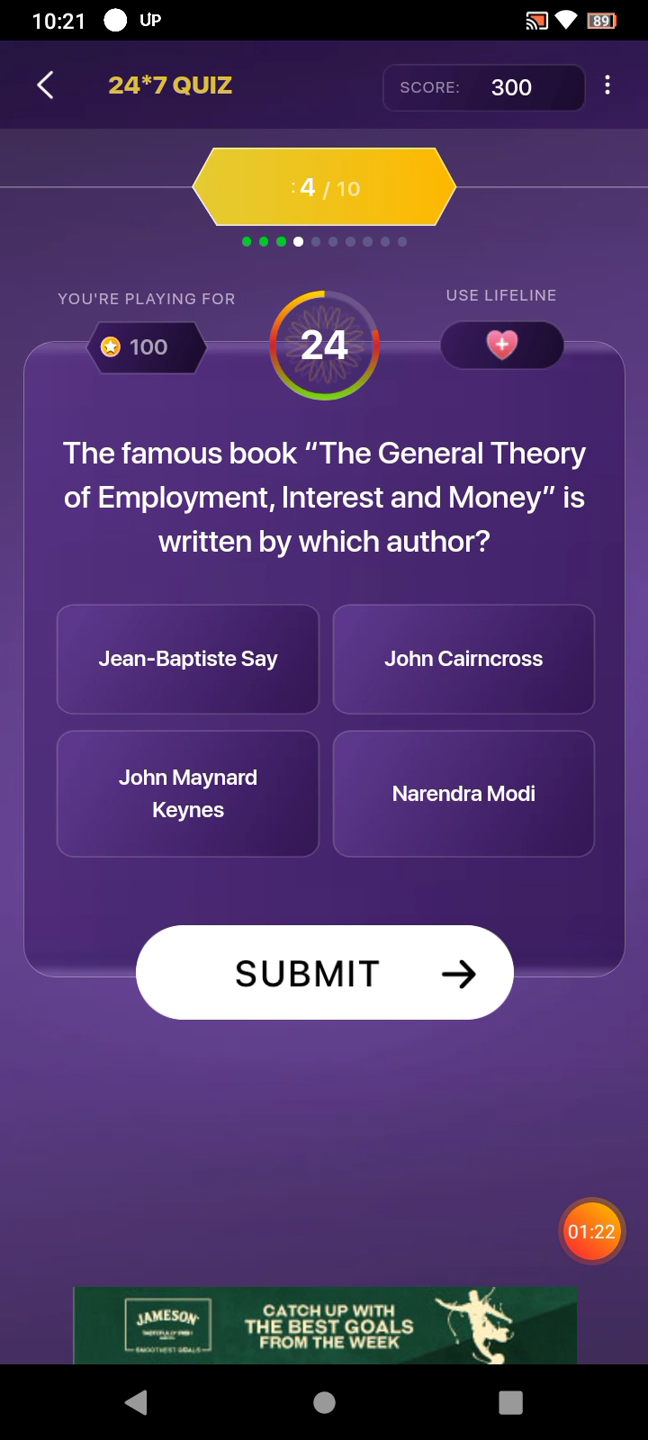 10:21 UP 89
24*7 QUIZ SCORE: 300
: 4 / 10
YOU'RE PLAYING FOR
USE LIFELINE
100
24
The famous book “The General Theory
of Employment, Interest and Money” is
written by which author?
Jean-Baptiste Say
John Cairncross
John Maynard
Keynes
Narendra Modi
SUBMIT
01:22
JAMESON
SMOOTHEST GOALS
CATCH UP WITH
THE BEST GOALS
FROM THE WEEK